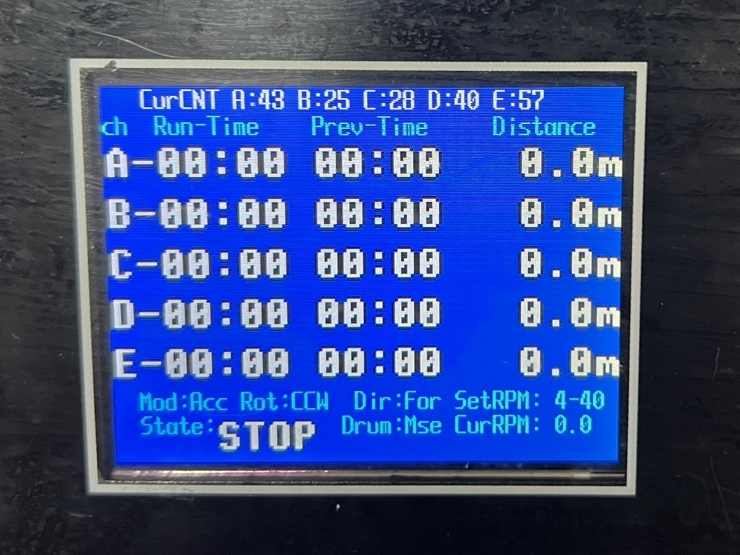 CurCNT A:43 B:25 C:28 D:40 E:57
ch Run-Time Prev-Time Distance
A-00:00 00:00 0.0m
B-00:00 00:00 0.0m
C-00:00 00:00 0.0m
D-00:00 00:00 0.0m
E-00:00 00:00 0.0m
Mod:Acc Rot:CCW Dir:For SetRPM: 4-40
State:STOP Drum:Mse CurRPM: 0.0